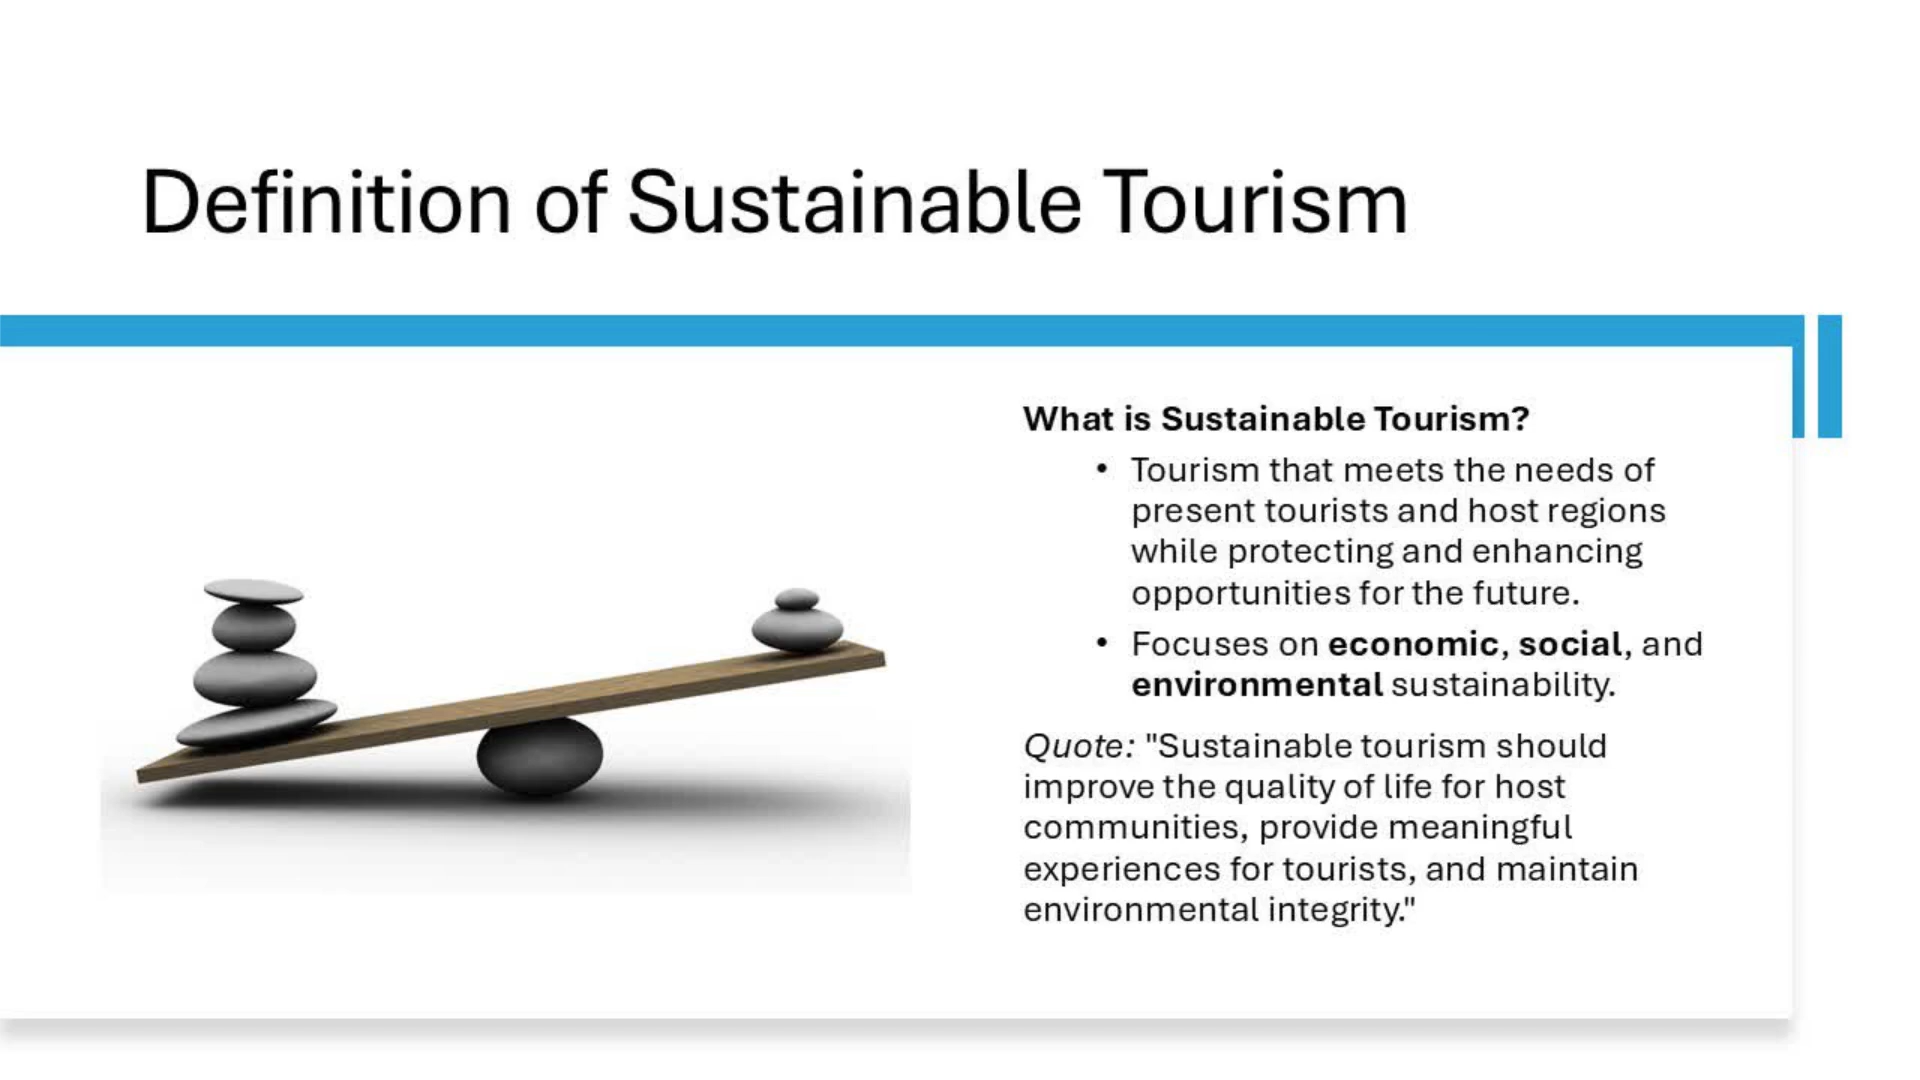 Definition of Sustainable Tourism
What is Sustainable Tourism?
• Tourism that meets the needs of
present tourists and host regions
while protecting and enhancing
opportunities for the future.
• Focuses on economic, social, and
environmental sustainability.
Quote: "Sustainable tourism should
improve the quality of life for host
communities, provide meaningful
experiences for tourists, and maintain
environmental integrity."